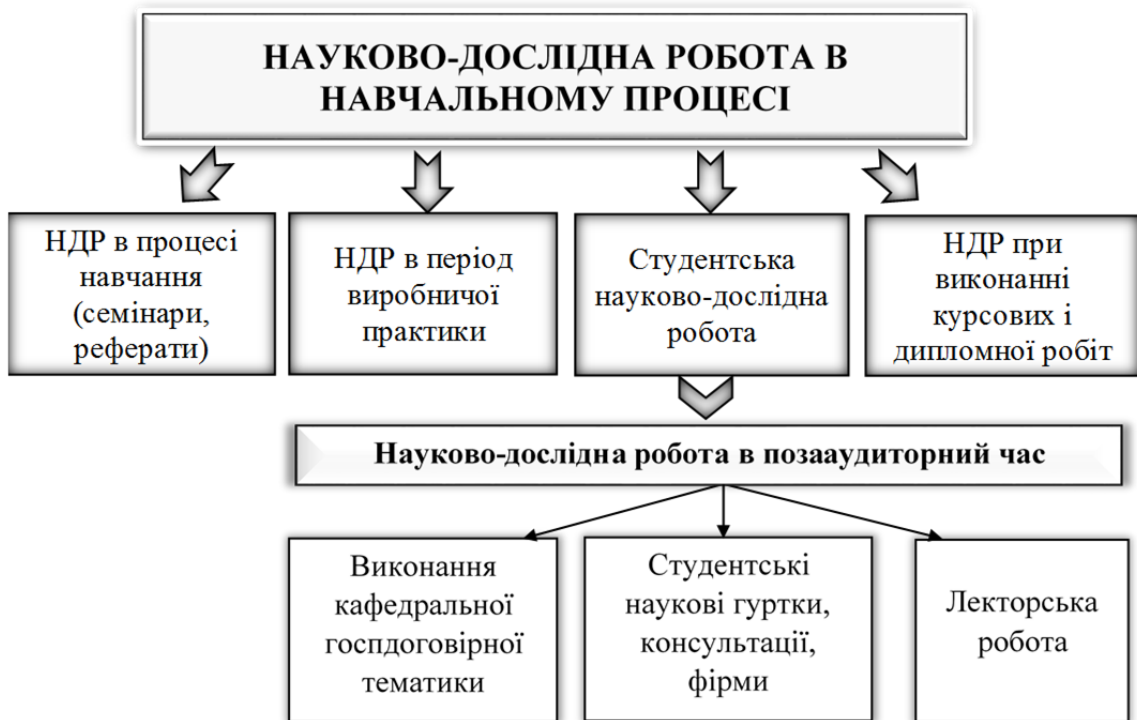 НАУКОВО-ДОСЛІДНА РОБОТА В
НАВЧАЛЬНОМУ ПРОЦЕСІ
НДР в процесі
навчання
(семінари,
реферати)
НДР в період
виробничої
практики
Студентська
науково-дослідна
робота
НДР при
виконанні
курсових і
дипломної робіт
Науково-дослідна робота в позааудиторний час
Виконання
кафедральної
госпдоговірної
тематики
Студентські
наукові гуртки,
консультації,
фірми
Лекторська
робота